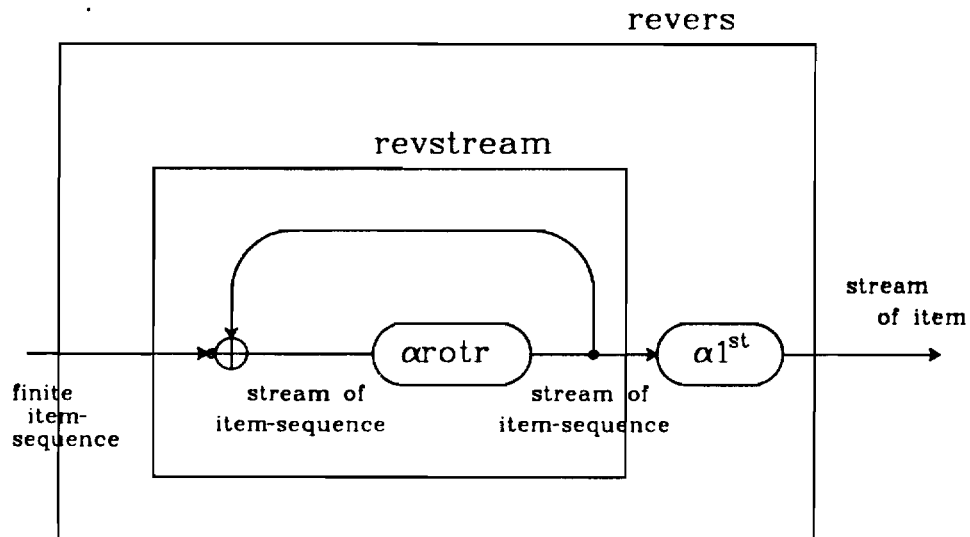 revers
revstream
αrotr
α1st
stream
of item
finite
item-
sequence
stream of
item-sequence
stream of
item-sequence